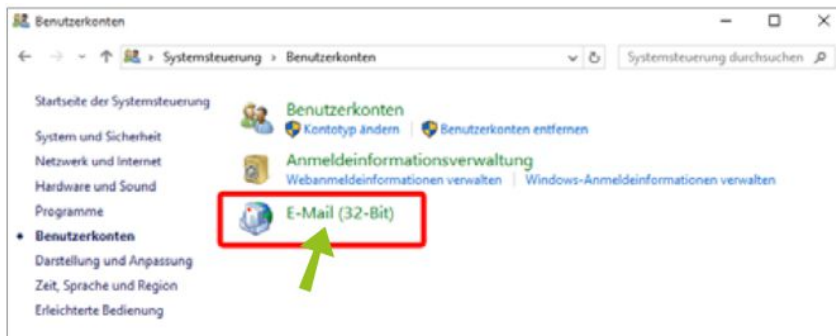 Benutzerkonten
Systemsteuerung › Benutzerkonten
Systemsteuerung durchsuchen
Startseite der Systemsteuerung
System und Sicherheit
Netzwerk und Internet
Hardware und Sound
Programme
Benutzerkonten
Darstellung und Anpassung
Zeit, Sprache und Region
Erleichterte Bedienung
Benutzerkonten
Kontotyp ändern | Benutzerkonten entfernen
Anmeldeinformationsverwaltung
Webanmeldeinformationen verwalten | Windows-Anmeldeinformationen verwalten
E-Mail (32-Bit)